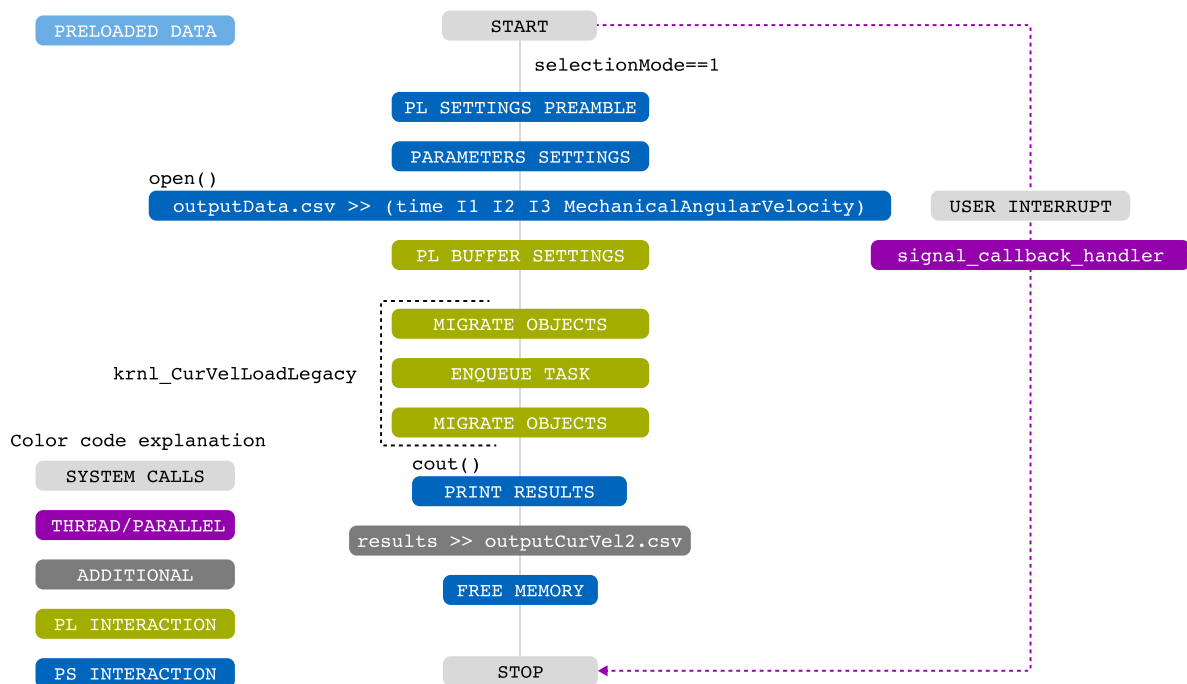 PRELOADED DATA
START
selectionMode==1
PL SETTINGS PREAMBLE
PARAMETERS SETTINGS
open()
outputData.csv >> (time I1 I2 I3 MechanicalAngularVelocity)
USER INTERRUPT
PL BUFFER SETTINGS
signal_callback_handler
MIGRATE OBJECTS
krnl_CurVelLoadLegacy
ENQUEUE TASK
MIGRATE OBJECTS
Color code explanation
cout()
SYSTEM CALLS
PRINT RESULTS
THREAD/PARALLEL
results >> outputCurVel2.csv
ADDITIONAL
FREE MEMORY
PL INTERACTION
STOP
PS INTERACTION